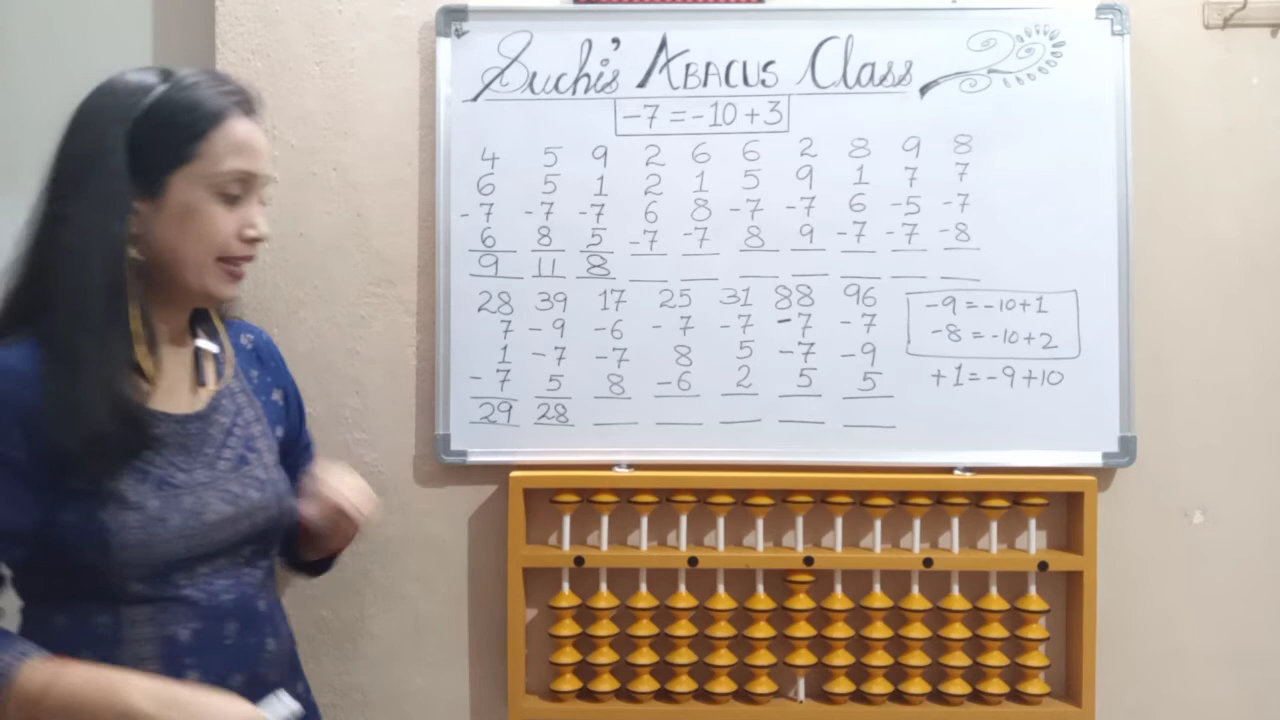 Suchi's ABACUS Class
-7 = -10 + 3
4 5 9 2 6 6 2 8 9 8
6 5 1 2 1 5 9 1 7 7
-7 -7 -7 6 8 -7 -7 6 -5 -7
6 8 5 -7 -7 8 9 -7 -7 -8
9 11 8
28 39 17 25 31 88 96
7 -9 -6 -7 -7 -7 -7
1 -7 -7 8 5 -7 -9
-7 5 8 -6 2 5 5
29 28
-9 = -10+1
-8 = -10+2
+1 = -9+10